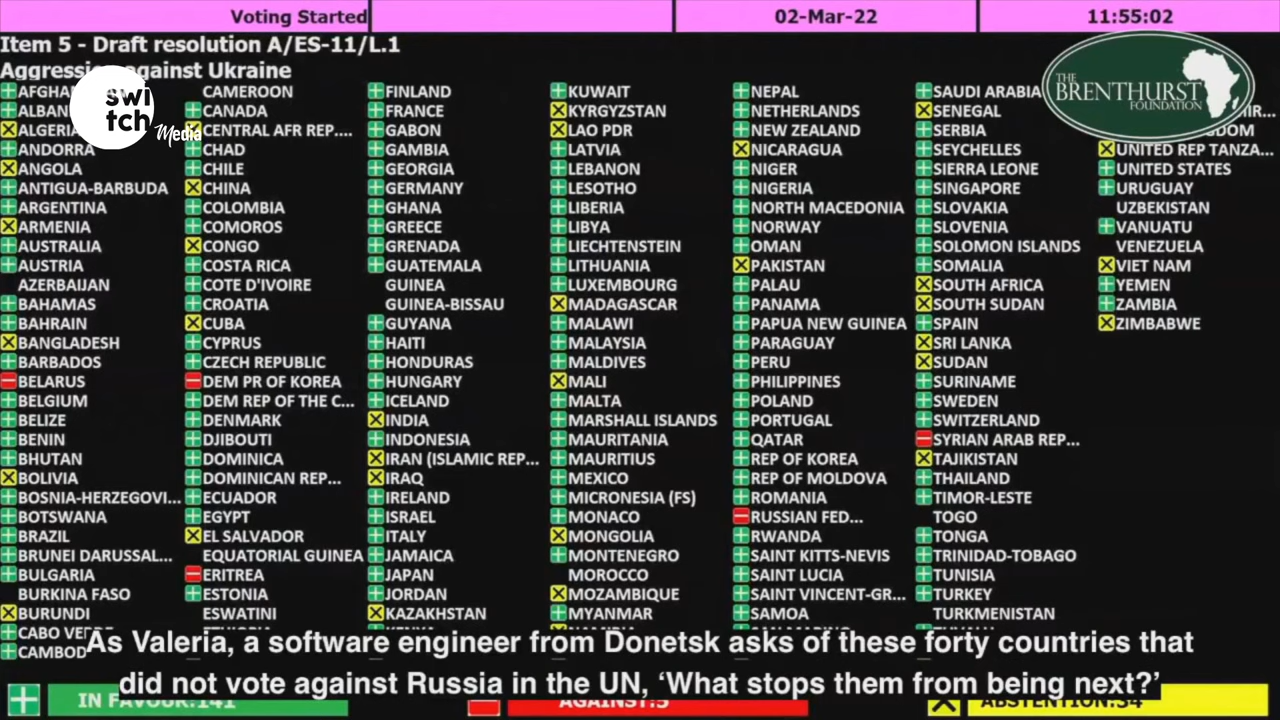 Voting Started
02-Mar-22
11:55:02
Item 5 - Draft resolution A/ES-11/L.1
Aggression against Ukraine
switch
Media
THE
BRENTHURST
FOUNDATION
ALGERIA
ANDORRA
ANGOLA
ANTIGUA-BARBUDA
ARGENTINA
ARMENIA
AUSTRALIA
AUSTRIA
AZERBAIJAN
BAHAMAS
BAHRAIN
BANGLADESH
BARBADOS
BELARUS
BELGIUM
BELIZE
BENIN
BHUTAN
BOLIVIA
BOSNIA-HERZEGOVI...
BOTSWANA
BRAZIL
BRUNEI DARUSSAL...
BULGARIA
BURKINA FASO
BURUNDI
CABO VERDE
CAMEROON
CANADA
CENTRAL AFR REP....
CHAD
CHILE
CHINA
COLOMBIA
COMOROS
CONGO
COSTA RICA
COTE D'IVOIRE
CROATIA
CUBA
CYPRUS
CZECH REPUBLIC
DEM PR OF KOREA
DEM REP OF THE C...
DENMARK
DJIBOUTI
DOMINICA
DOMINICAN REP...
ECUADOR
EGYPT
EL SALVADOR
EQUATORIAL GUINEA
ERITREA
ESTONIA
ESWATINI
FINLAND
FRANCE
GABON
GAMBIA
GEORGIA
GERMANY
GHANA
GREECE
GRENADA
GUATEMALA
GUINEA
GUINEA-BISSAU
GUYANA
HAITI
HONDURAS
HUNGARY
ICELAND
INDIA
INDONESIA
IRAN (ISLAMIC REP...
IRAQ
IRELAND
ISRAEL
ITALY
JAMAICA
JAPAN
JORDAN
KAZAKHSTAN
KUWAIT
KYRGYZSTAN
LAO PDR
LATVIA
LEBANON
LESOTHO
LIBERIA
LIBYA
LIECHTENSTEIN
LITHUANIA
LUXEMBOURG
MADAGASCAR
MALAWI
MALAYSIA
MALDIVES
MALI
MALTA
MARSHALL ISLANDS
MAURITANIA
MAURITIUS
MEXICO
MICRONESIA (FS)
MONACO
MONGOLIA
MONTENEGRO
MOROCCO
MOZAMBIQUE
MYANMAR
NEPAL
NETHERLANDS
NEW ZEALAND
NICARAGUA
NIGER
NIGERIA
NORTH MACEDONIA
NORWAY
OMAN
PAKISTAN
PALAU
PANAMA
PAPUA NEW GUINEA
PARAGUAY
PERU
PHILIPPINES
POLAND
PORTUGAL
QATAR
REP OF KOREA
REP OF MOLDOVA
ROMANIA
RUSSIAN FED...
RWANDA
SAINT KITTS-NEVIS
SAINT LUCIA
SAINT VINCENT-GR...
SAMOA
SAUDI ARABIA
SENEGAL
SERBIA
SEYCHELLES
SIERRA LEONE
SINGAPORE
SLOVAKIA
SLOVENIA
SOLOMON ISLANDS
SOMALIA
SOUTH AFRICA
SOUTH SUDAN
SPAIN
SRI LANKA
SUDAN
SURINAME
SWEDEN
SWITZERLAND
SYRIAN ARAB REP...
TAJIKISTAN
THAILAND
TIMOR-LESTE
TOGO
TONGA
TRINIDAD-TOBAGO
TUNISIA
TURKEY
TURKMENISTAN
UNITED REP TANZA...
UNITED STATES
URUGUAY
UZBEKISTAN
VANUATU
VENEZUELA
VIET NAM
YEMEN
ZAMBIA
ZIMBABWE
As Valeria, a software engineer from Donetsk asks of these forty countries that
did not vote against Russia in the UN, ‘What stops them from being next?’
IN FAVOUR:141
AGAINST:5
ABSTENTION:34